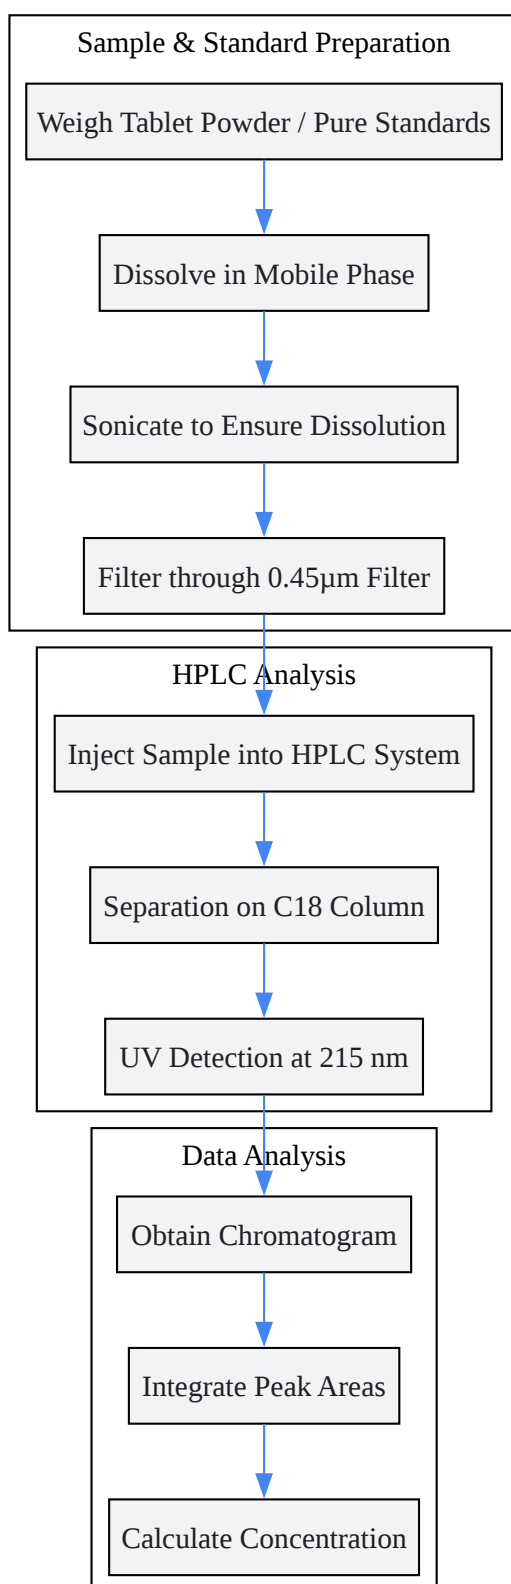 Sample & Standard Preparation
Weigh Tablet Powder / Pure Standards
Dissolve in Mobile Phase
Sonicate to Ensure Dissolution
Filter through 0.45µm Filter
HPLC Analysis
Inject Sample into HPLC System
Separation on C18 Column
UV Detection at 215 nm
Data Analysis
Obtain Chromatogram
Integrate Peak Areas
Calculate Concentration